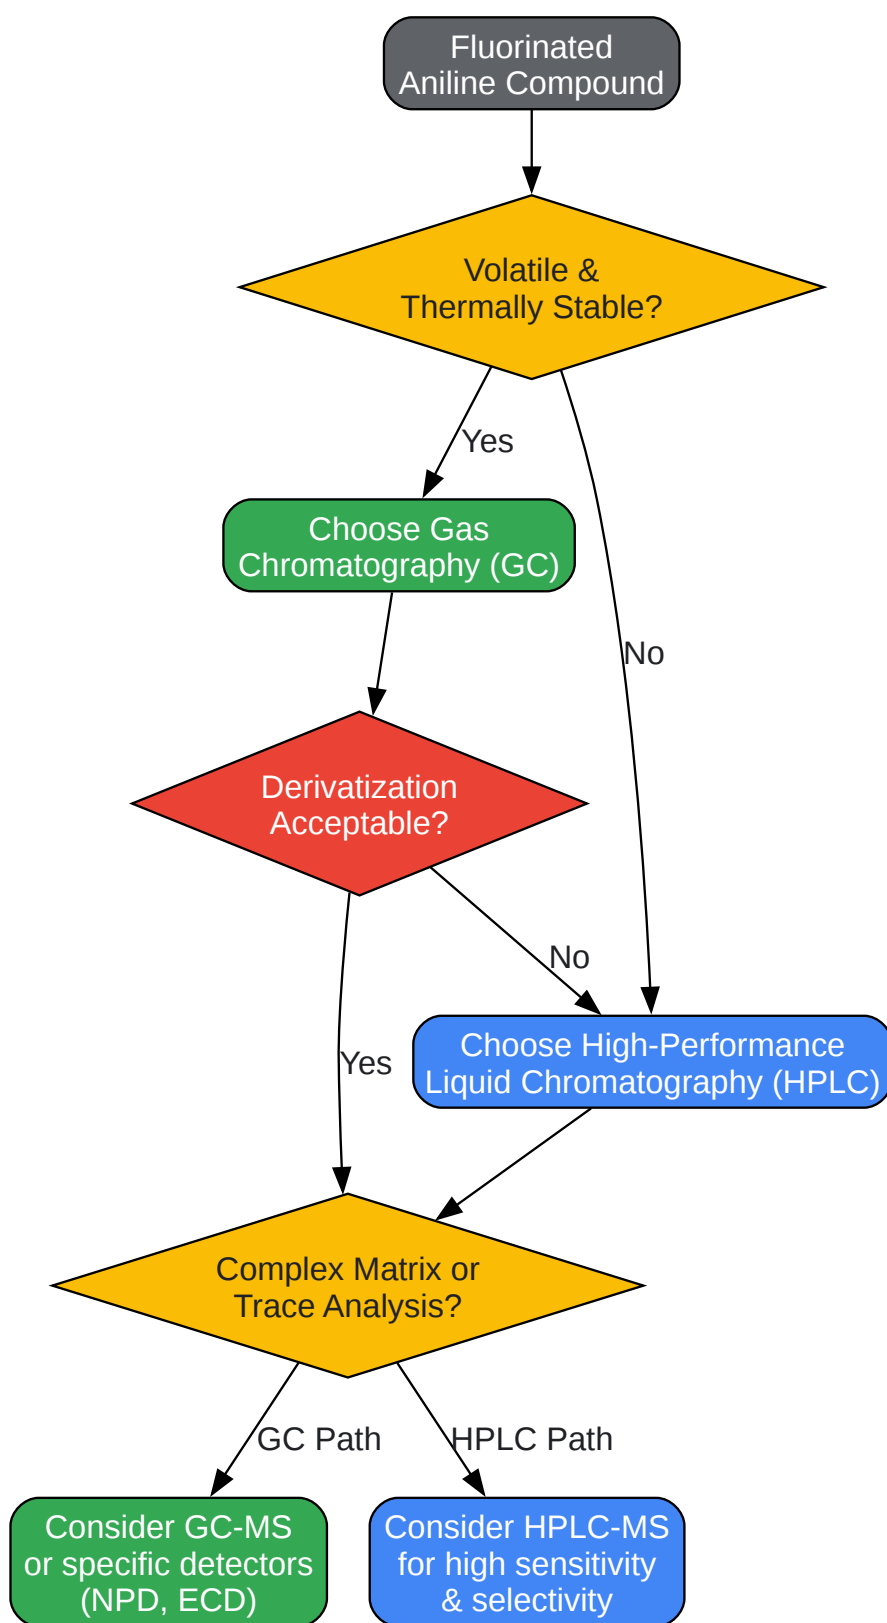 Fluorinated
Aniline Compound
Volatile &
Thermally Stable?
Yes
Choose Gas
Chromatography (GC)
No
Derivatization
Acceptable?
No
Choose High-Performance
Liquid Chromatography (HPLC)
Yes
Complex Matrix or
Trace Analysis?
GC Path
HPLC Path
Consider GC-MS
or specific detectors
(NPD, ECD)
Consider HPLC-MS
for high sensitivity
& selectivity